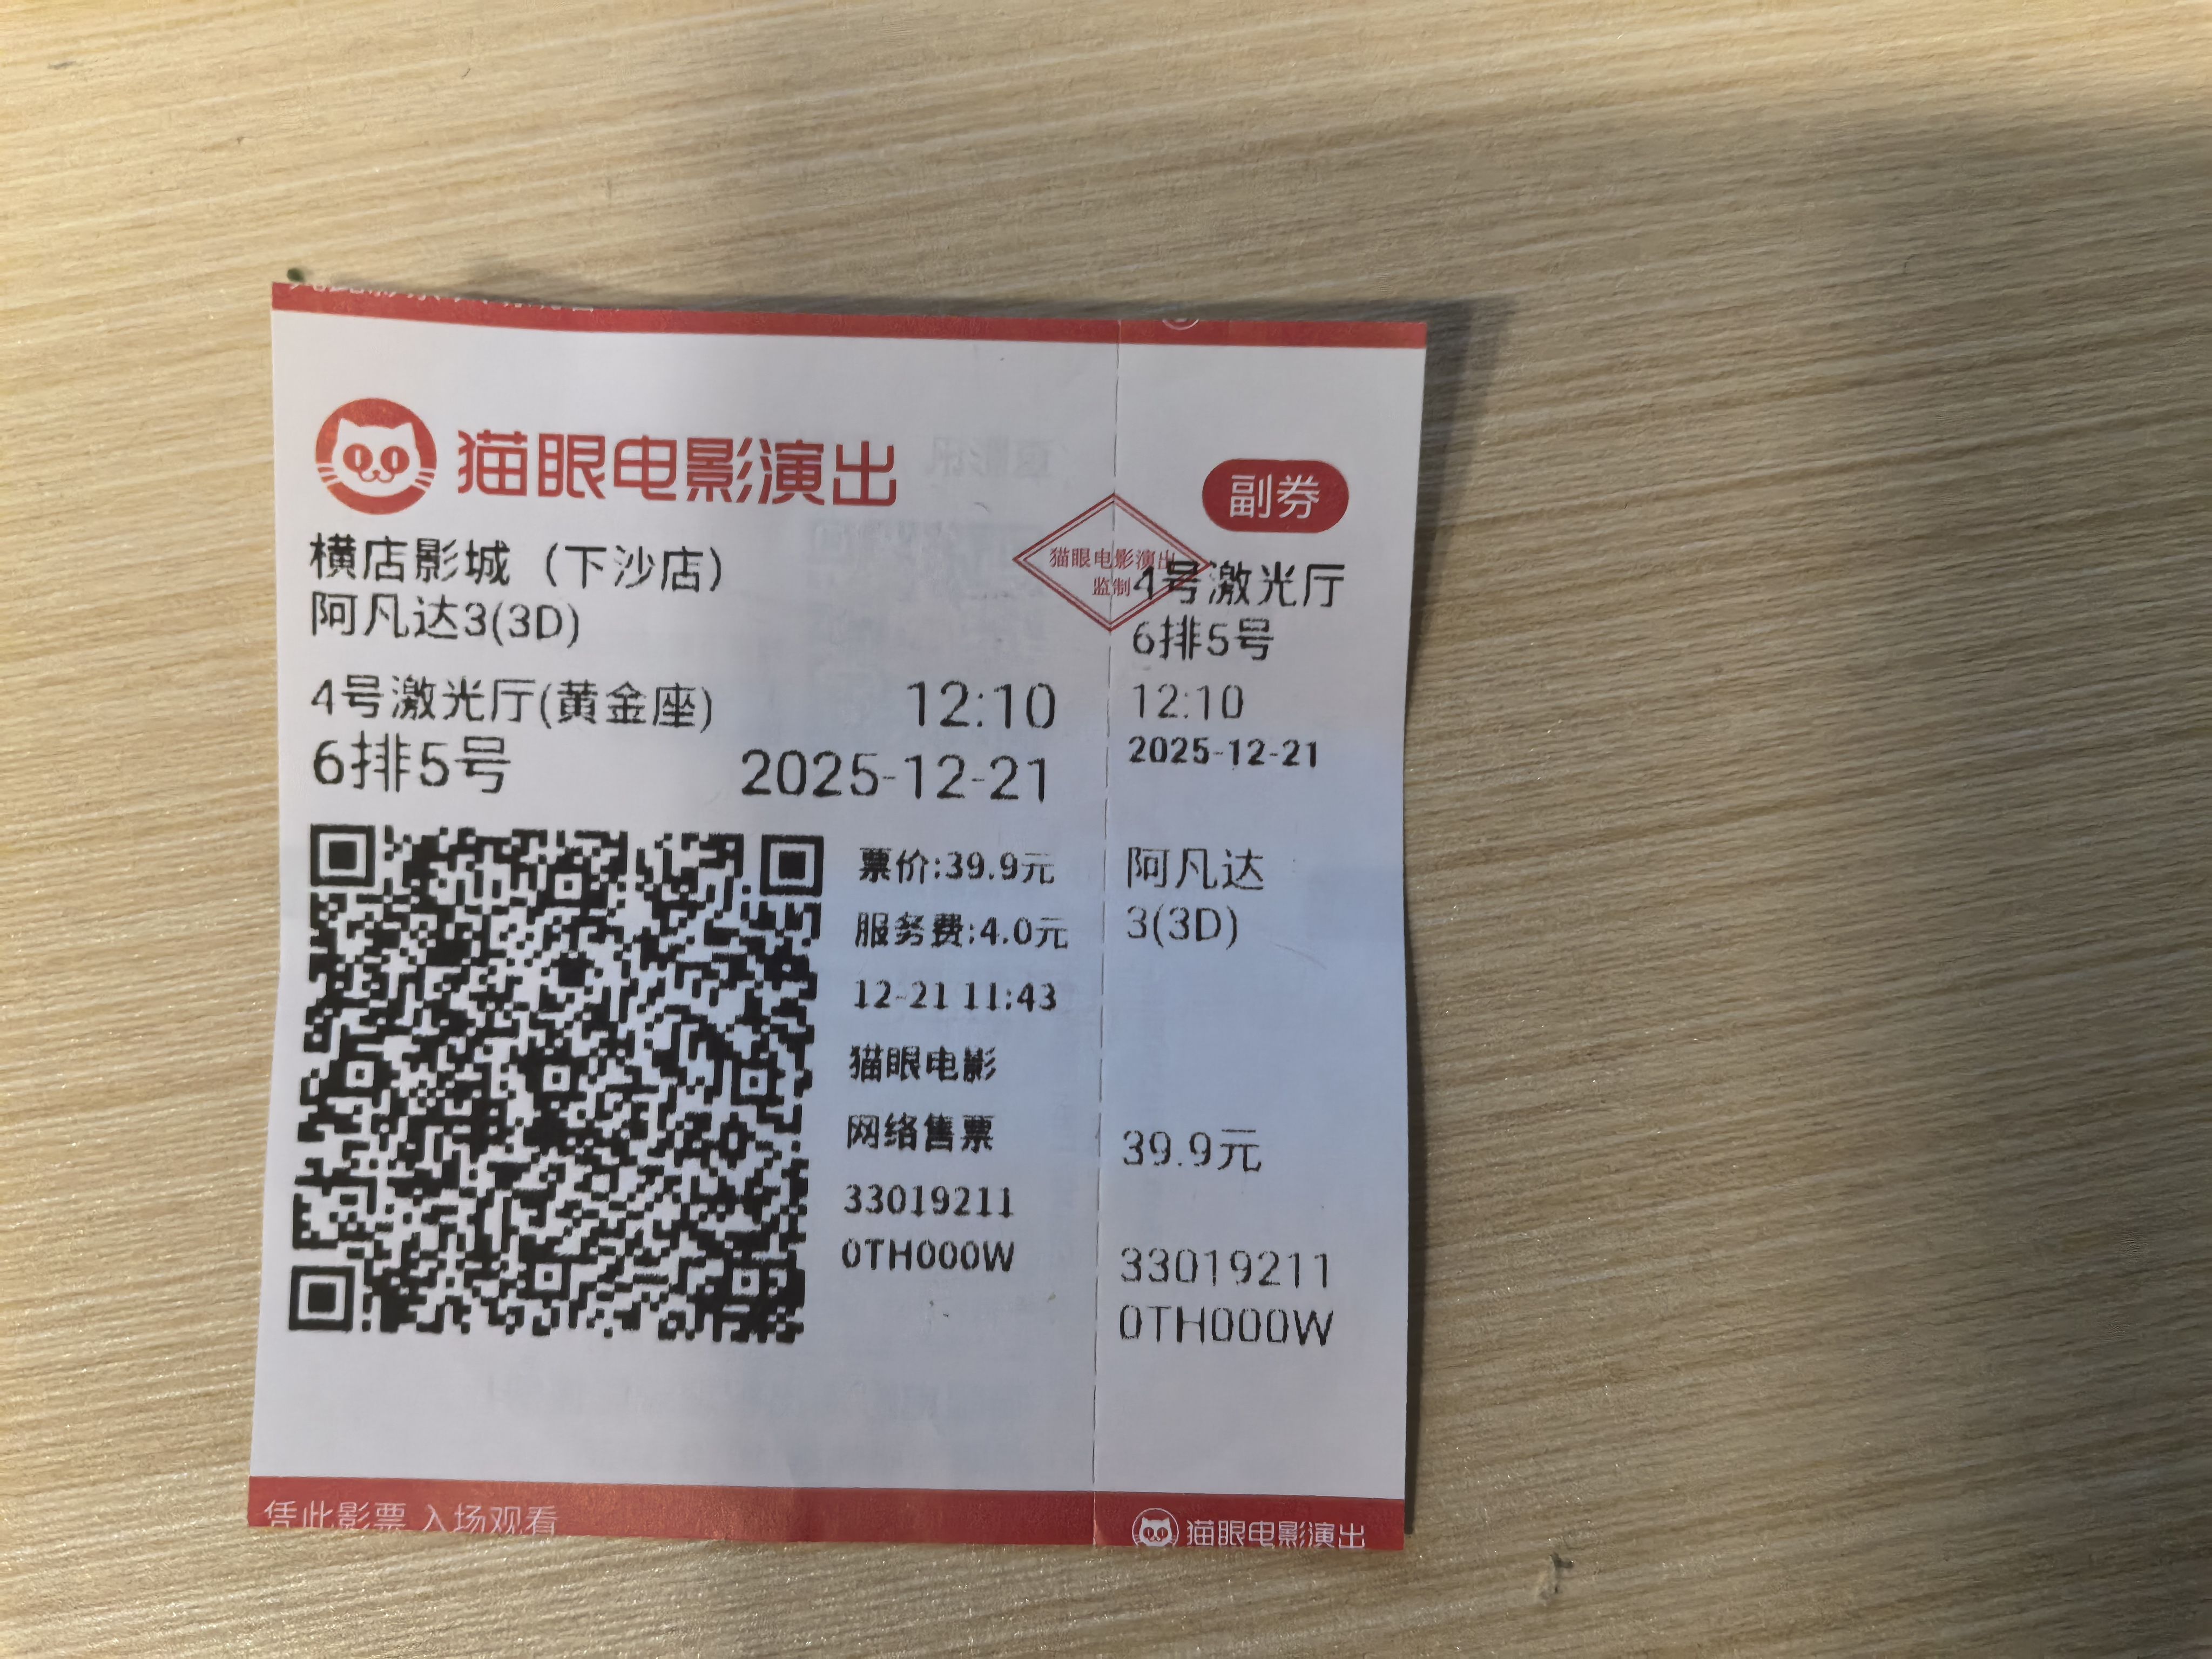 猫眼电影演出
横店影城（下沙店）
阿凡达3(3D)
4号激光厅(黄金座)
12:10
6排5号
2025-12-21
票价:39.9元
服务费:4.0元
12-21 11:43
猫眼电影
网络售票
33019211
0TH000W
凭此影票 入场观看
副券
猫眼电影演出
监制
4号激光厅
6排5号
12:10
2025-12-21
阿凡达
3(3D)
39.9元
33019211
0TH000W
猫眼电影演出